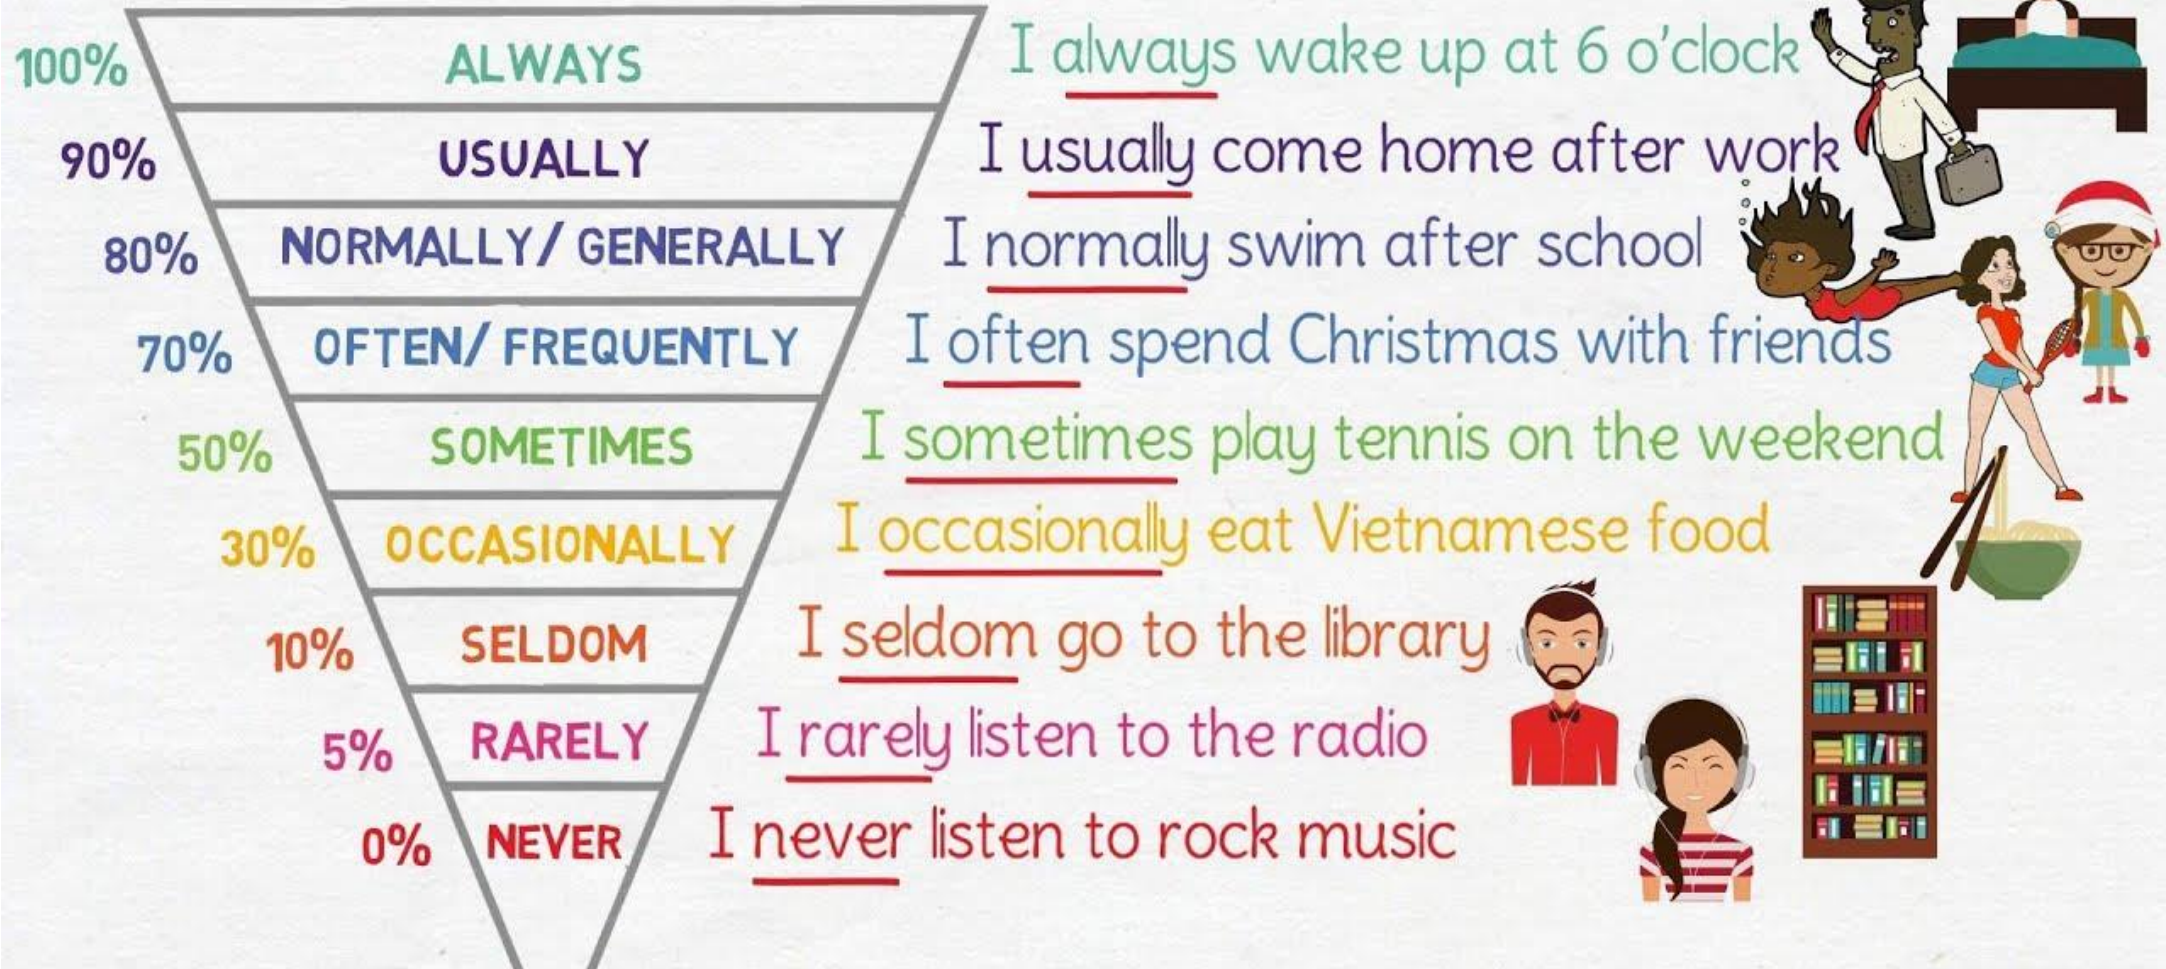 100% ALWAYS I always wake up at 6 o'clock
90% USUALLY I usually come home after work
80% NORMALLY/ GENERALLY I normally swim after school
70% OFTEN/ FREQUENTLY I often spend Christmas with friends
50% SOMETIMES I sometimes play tennis on the weekend
30% OCCASIONALLY I occasionally eat Vietnamese food
10% SELDOM I seldom go to the library
5% RARELY I rarely listen to the radio
0% NEVER I never listen to rock music